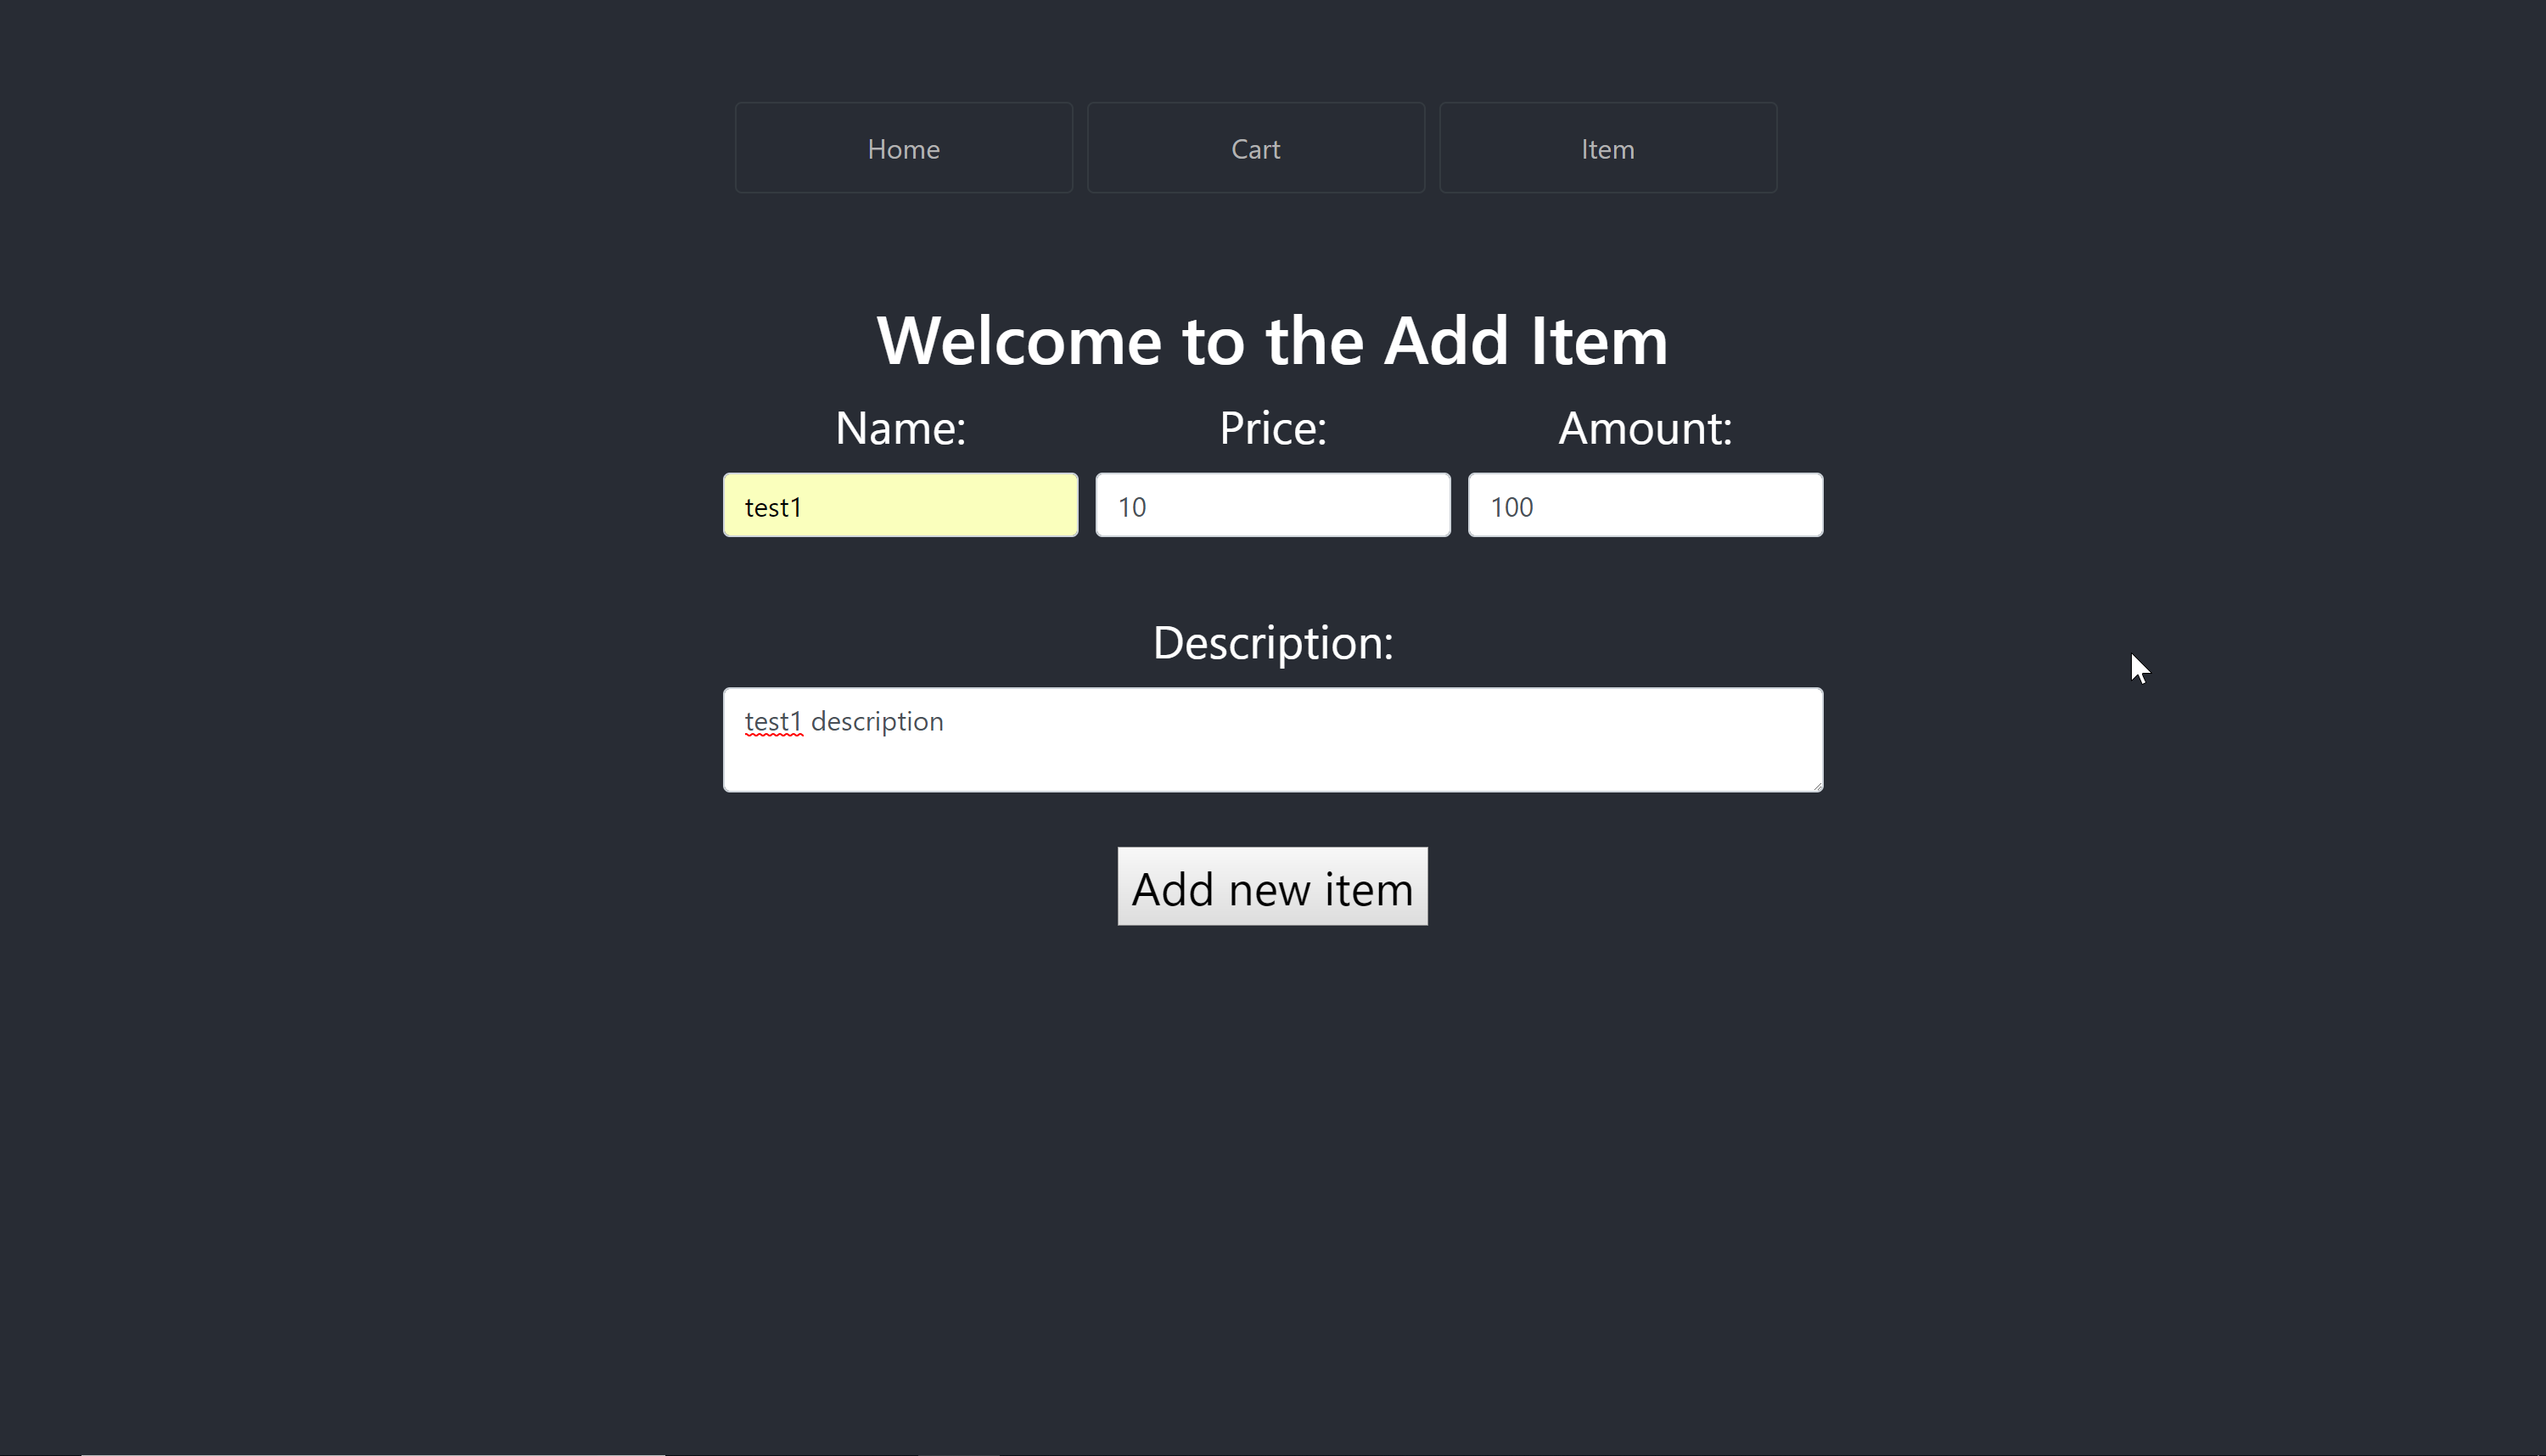 Home Cart Item
Welcome to the Add Item
Name: Price: Amount:
test1 10 100
Description:
test1 description
Add new item